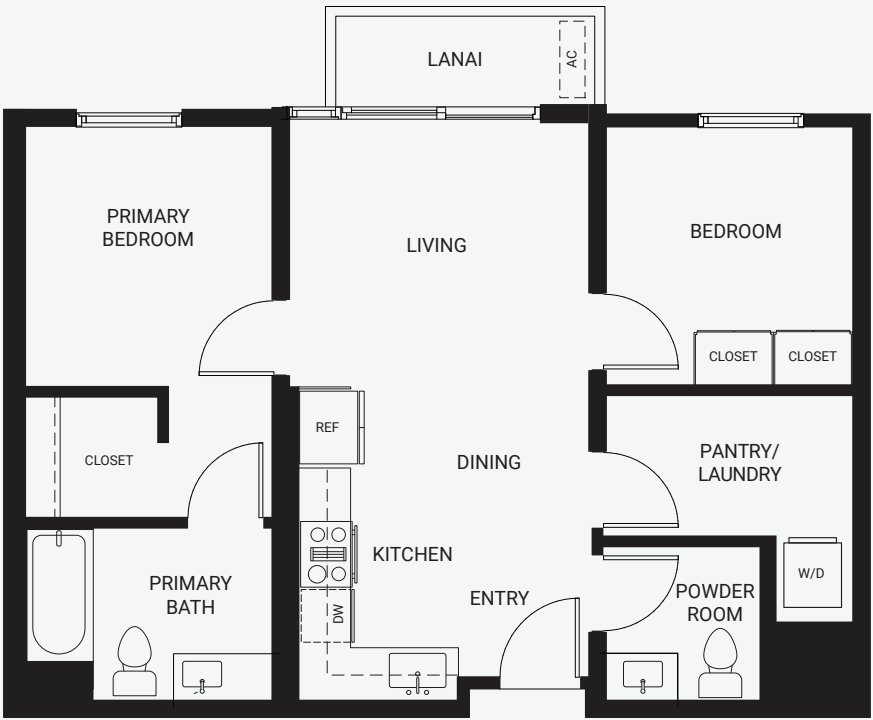 LANAI
AC
PRIMARY
BEDROOM
LIVING
BEDROOM
CLOSET
CLOSET
REF
CLOSET
DINING
PANTRY/
LAUNDRY
KITCHEN
W/D
PRIMARY
BATH
DW
ENTRY
POWDER
ROOM